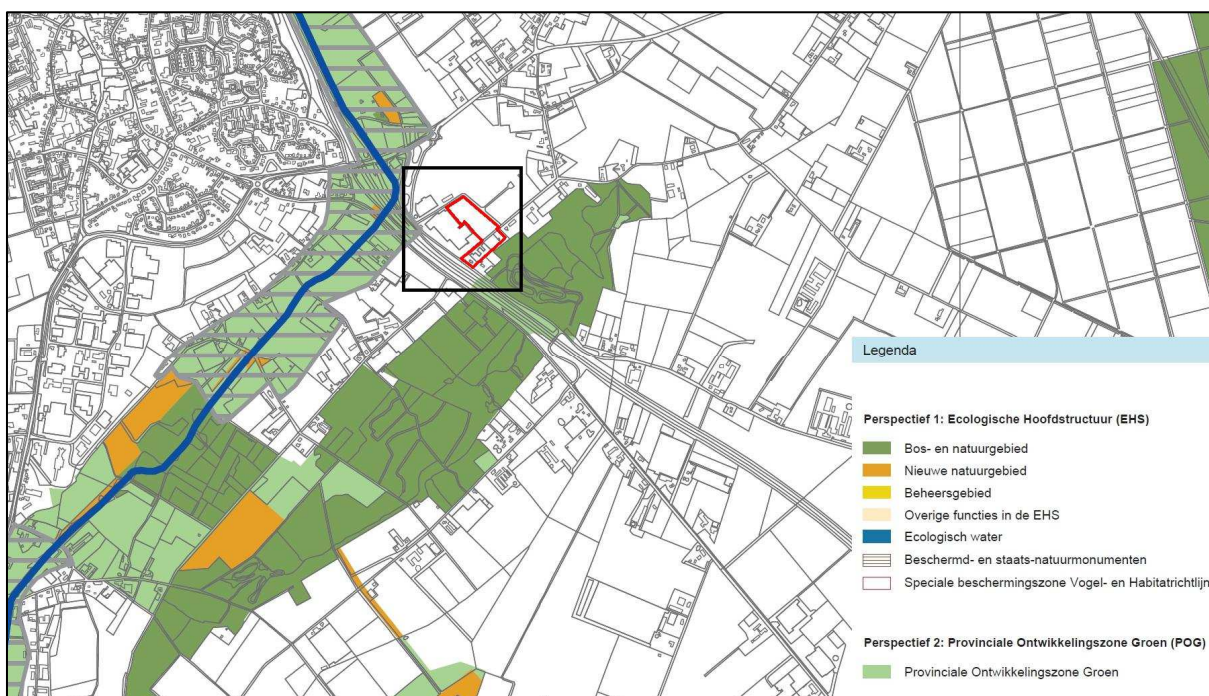 Legenda
Perspectief 1: Ecologische Hoofdstructuur (EHS)
Bos- en natuurgebied
Nieuwe natuurgebied
Beheersgebied
Overige functies in de EHS
Ecologisch water
Beschermd- en staats-natuurmonumenten
Speciale beschermingszone Vogel- en Habitatrichtlijn
Perspectief 2: Provinciale Ontwikkelingszone Groen (POG)
Provinciale Ontwikkelingszone Groen